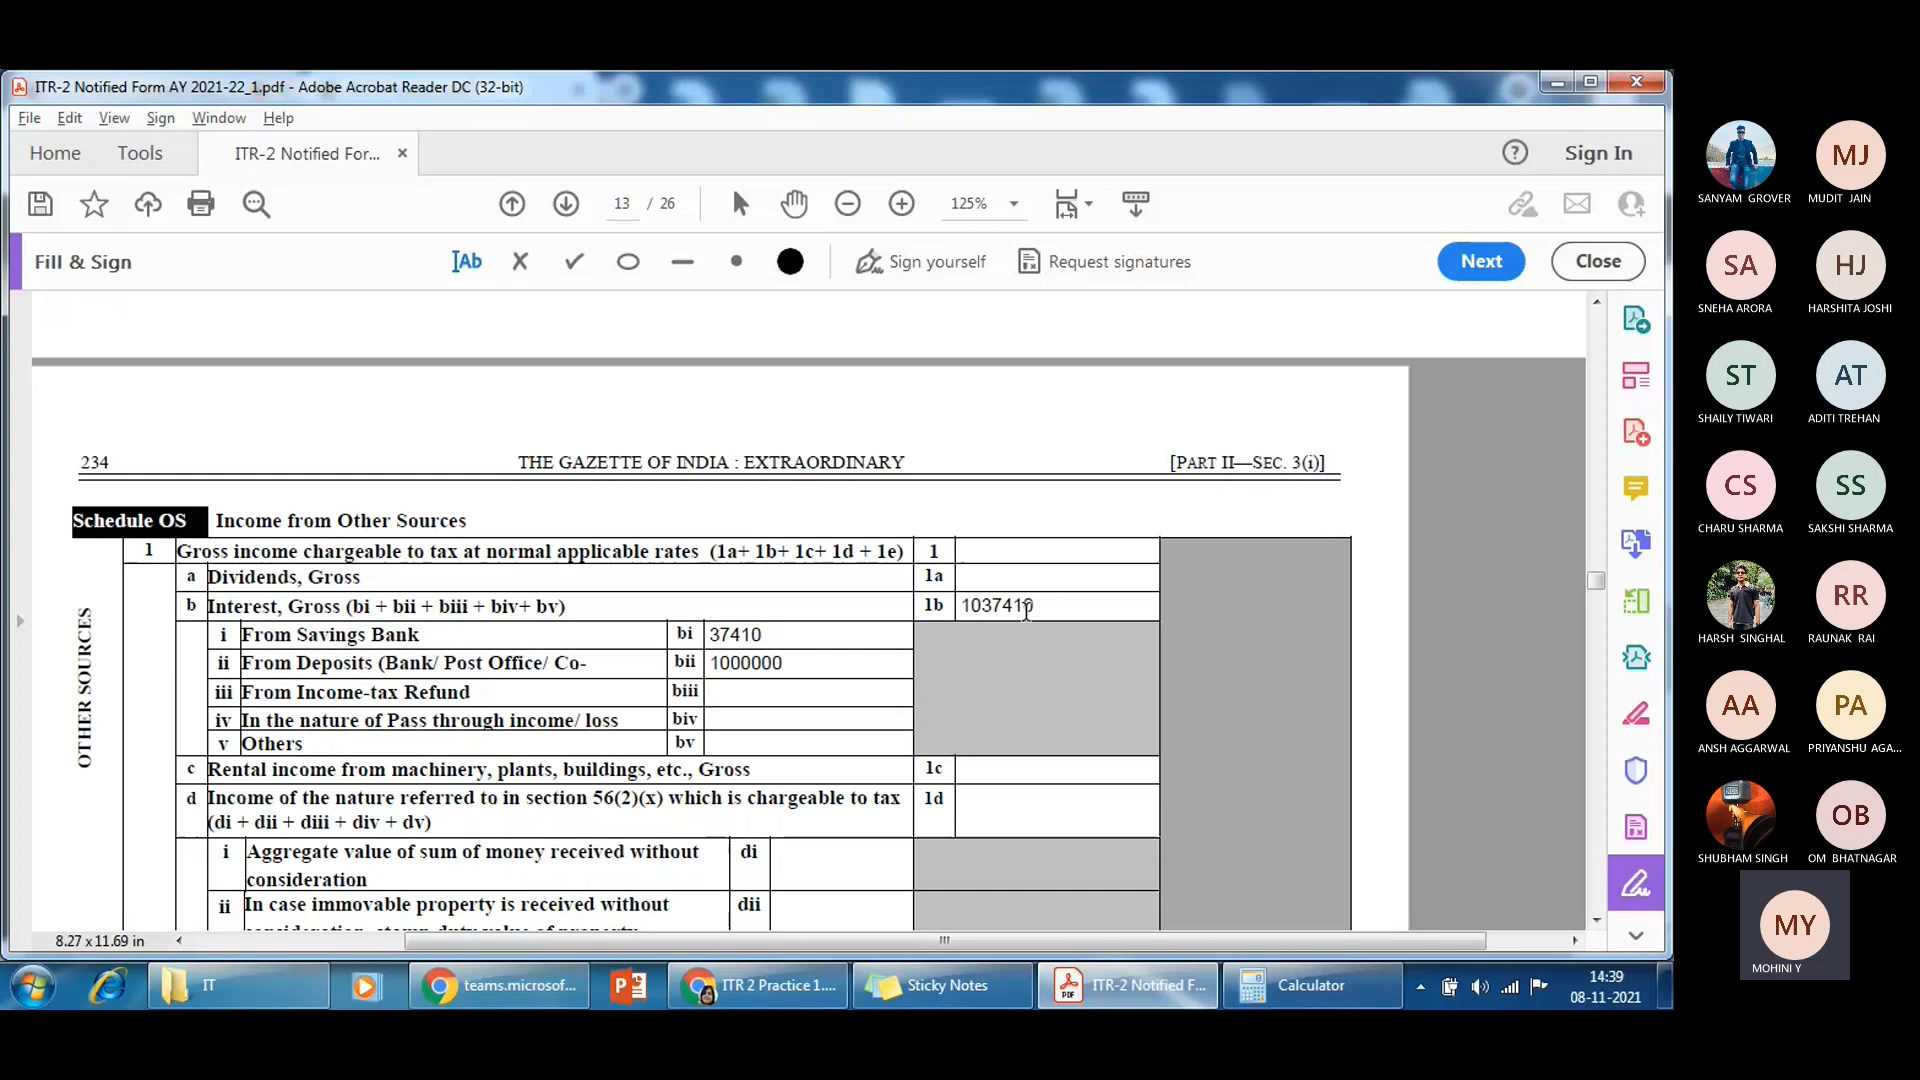 ITR-2 Notified Form AY 2021-22_1.pdf - Adobe Acrobat Reader DC (32-bit)
File Edit View Sign Window Help
Home Tools ITR-2 Notified For... Sign In
13 / 26 125%
Fill & Sign Ab Sign yourself Request signatures Next Close
234 THE GAZETTE OF INDIA : EXTRAORDINARY [PART II—SEC. 3(i)]
Schedule OS Income from Other Sources
OTHER SOURCES
1 Gross income chargeable to tax at normal applicable rates (1a+ 1b+ 1c+ 1d + 1e) 1
a Dividends, Gross 1a
b Interest, Gross (bi + bii + biii + biv+ bv) 1b 1037410
i From Savings Bank bi 37410
ii From Deposits (Bank/ Post Office/ Co- bii 1000000
iii From Income-tax Refund biii
iv In the nature of Pass through income/ loss biv
v Others bv
c Rental income from machinery, plants, buildings, etc., Gross 1c
d Income of the nature referred to in section 56(2)(x) which is chargeable to tax 1d
(di + dii + diii + div + dv)
i Aggregate value of sum of money received without di
consideration
ii In case immovable property is received without dii
8.27 x 11.69 in
IT teams.microsof... ITR 2 Practice 1.... Sticky Notes ITR-2 Notified F... Calculator 14:39
08-11-2021
PDF
MJ
SANYAM GROVER MUDIT JAIN
SA HJ
SNEHA ARORA HARSHITA JOSHI
ST AT
SHAILY TIWARI ADITI TREHAN
CS SS
CHARU SHARMA SAKSHI SHARMA
RR
HARSH SINGHAL RAUNAK RAI
AA PA
ANSH AGGARWAL PRIYANSHU AGA...
OB
SHUBHAM SINGH OM BHATNAGAR
MY
MOHINI Y